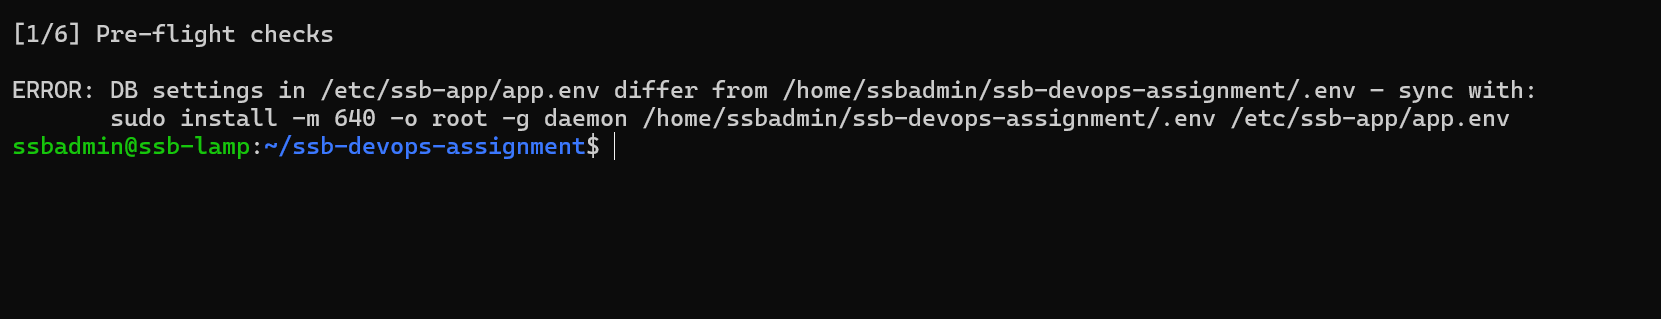 [1/6] Pre-flight checks
ERROR: DB settings in /etc/ssb-app/app.env differ from /home/ssbadmin/ssb-devops-assignment/.env - sync with:
sudo install -m 640 -o root -g daemon /home/ssbadmin/ssb-devops-assignment/.env /etc/ssb-app/app.env
ssbadmin@ssb-lamp:~/ssb-devops-assignment$